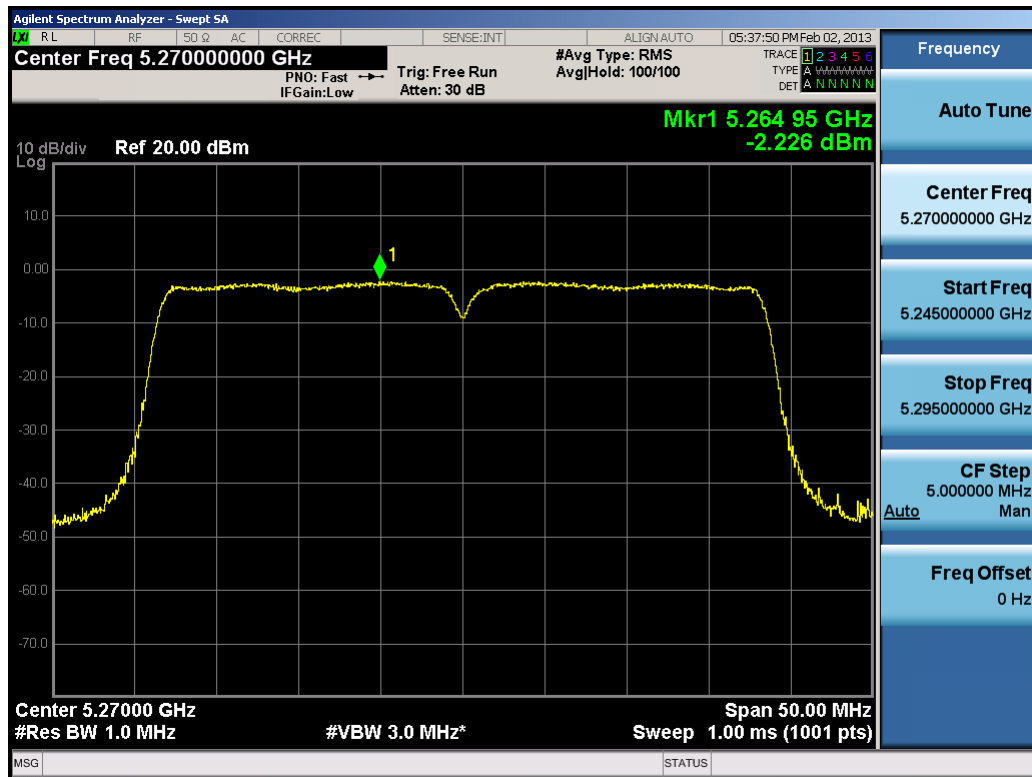 Agilent Spectrum Analyzer - Swept SA
LXI RL RF 50 Ω AC CORREC SENSE:INT ALIGN AUTO 05:37:50 PM Feb 02, 2013
Center Freq 5.270000000 GHz
PNO: Fast
IFGain:Low
Trig: Free Run
Atten: 30 dB
#Avg Type: RMS
Avg|Hold: 100/100
TRACE 1 2 3 4 5 6
TYPE A WWWWW
DET A N N N N N
Mkr1 5.264 95 GHz
-2.226 dBm
10 dB/div Ref 20.00 dBm
Log
10.0
0.00
-10.0
-20.0
-30.0
-40.0
-50.0
-60.0
-70.0
1
Center 5.27000 GHz
Span 50.00 MHz
#Res BW 1.0 MHz
#VBW 3.0 MHz*
Sweep 1.00 ms (1001 pts)
MSG
STATUS
Frequency
Auto Tune
Center Freq
5.270000000 GHz
Start Freq
5.245000000 GHz
Stop Freq
5.295000000 GHz
CF Step
5.000000 MHz
Auto Man
Freq Offset
0 Hz